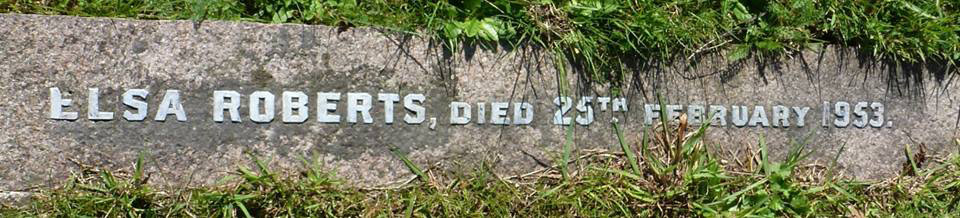 ELSA ROBERTS, DIED 25TH FEBRUARY 1953.